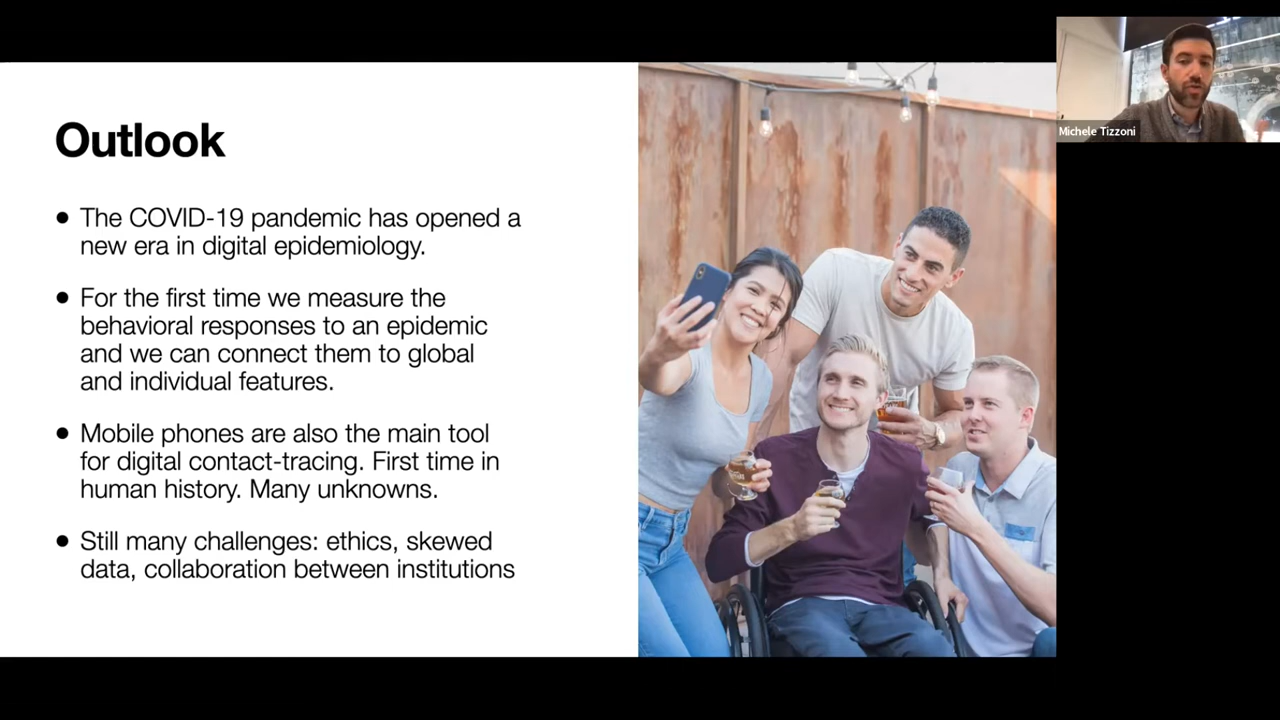 Outlook
• The COVID-19 pandemic has opened a
new era in digital epidemiology.
• For the first time we measure the
behavioral responses to an epidemic
and we can connect them to global
and individual features.
• Mobile phones are also the main tool
for digital contact-tracing. First time in
human history. Many unknowns.
• Still many challenges: ethics, skewed
data, collaboration between institutions
Michele Tizzoni